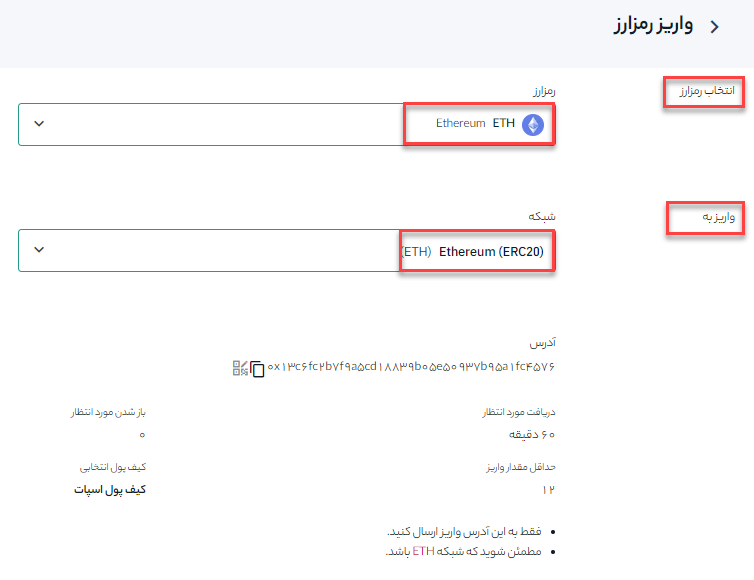 واریز رمزارز
انتخاب رمزارز
رمزارز
ETH Ethereum
واریز به
شبکه
Ethereum (ERC20) (ETH)
آدرس
۰x۱۳c۶fc۲b۷f۹a۵cd۱۸۸۳۹b۰۵e۵۰۹۳۷b۹۵a۱fc۴۵۷۶
دریافت مورد انتظار
۶۰ دقیقه
باز شدن مورد انتظار
۰
حداقل مقدار واریز
۱۲
کیف پول انتخابی
کیف پول اسپات
• فقط به این آدرس واریز ارسال کنید.
• مطمئن شوید که شبکه ETH باشد.